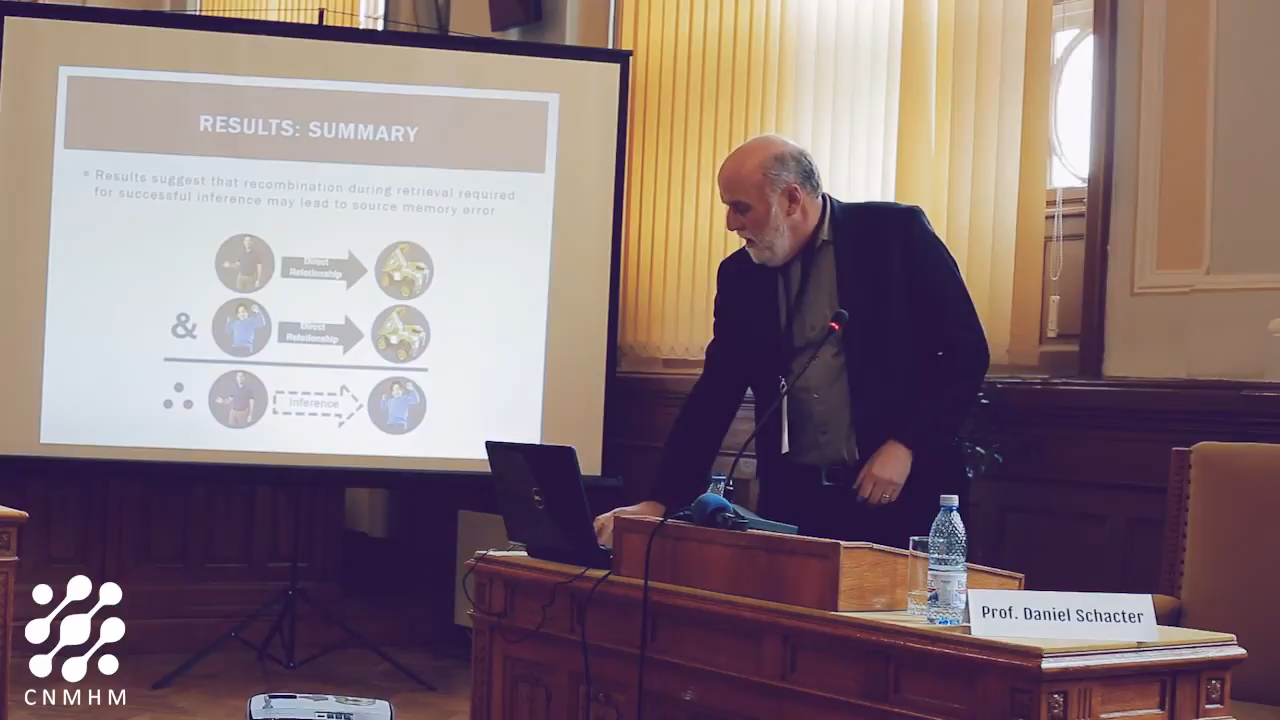 RESULTS: SUMMARY
Results suggest that recombination during retrieval required
for successful inference may lead to source memory error
Direct
Relationship
&
Direct
Relationship
Inference
Prof. Daniel Schacter
CNMHM